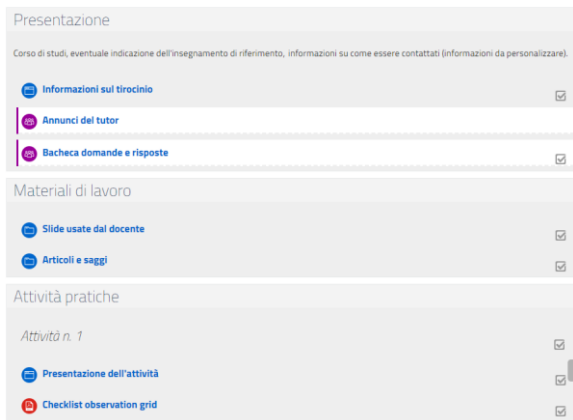 Presentazione
Corso di studi, eventuale indicazione dell'insegnamento di riferimento, informazioni su come essere contattati (informazioni da personalizzare).
Informazioni sul tirocinio
Annunci del tutor
Bacheca domande e risposte
Materiali di lavoro
Slide usate dal docente
Articoli e saggi
Attività pratiche
Attività n. 1
Presentazione dell'attività
Checklist observation grid